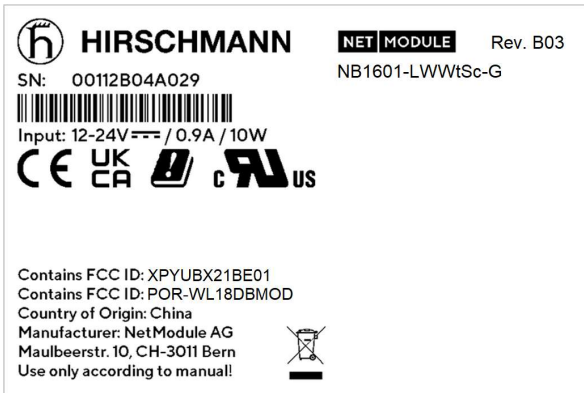 HIRSCHMANN
NET MODULE Rev. B03
NB1601-LWWtSc-G
SN: 00112B04A029
Input: 12-24V⎓ / 0.9A / 10W
CE UK CA c RU US
Contains FCC ID: XPYUBX21BE01
Contains FCC ID: POR-WL18DBMOD
Country of Origin: China
Manufacturer: NetModule AG
Maulbeerstr. 10, CH-3011 Bern
Use only according to manual!